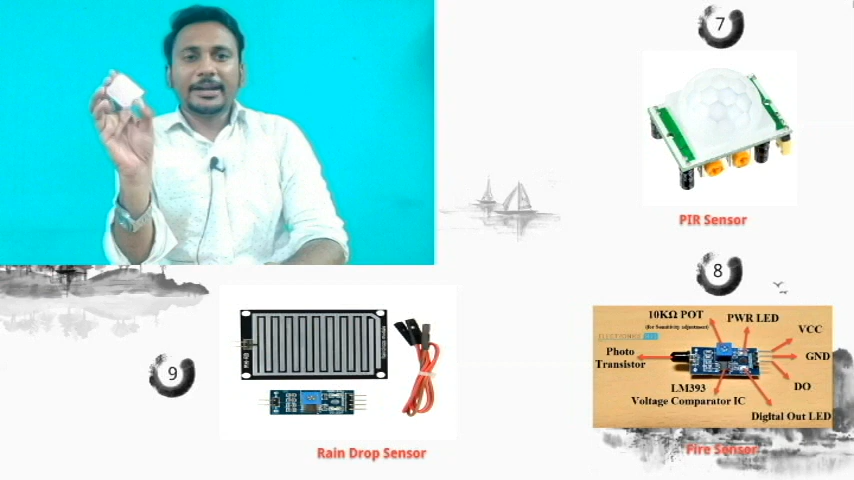 7
PIR Sensor
8
10KΩ POT
(for Sensitivity adjustment)
PWR LED
VCC
GND
DO
Photo
Transistor
LM393
Voltage Comparator IC
Digital Out LED
Fire Sensor
9
Rain Drop Sensor